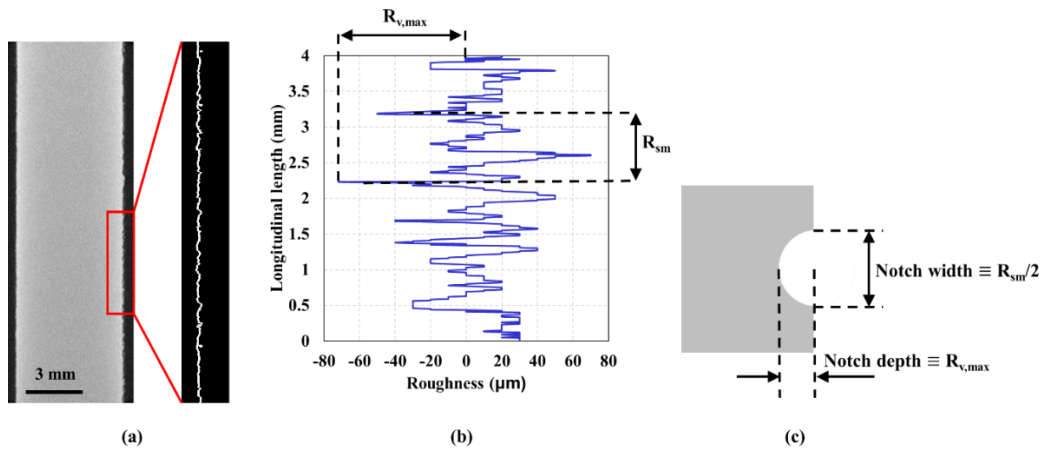 3 mm
(a)
R_{v,max}
4
3.5
3
2.5
2
1.5
1
0.5
0
Longitudinal length (mm)
-80 -60 -40 -20 0 20 40 60 80
Roughness (µm)
R_{sm}
(b)
Notch width ≡ R_{sm}/2
Notch depth ≡ R_{v,max}
(c)